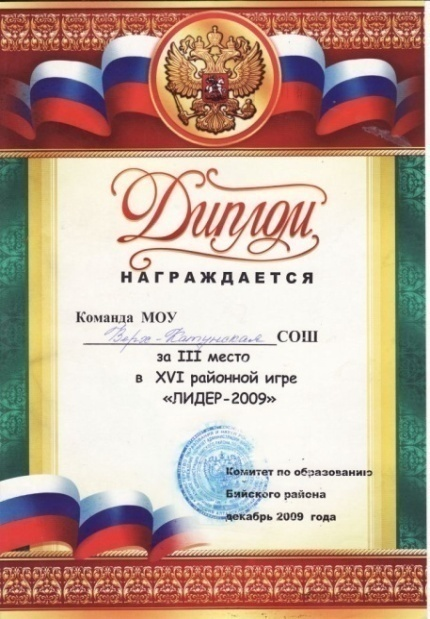 Диплом
НАГРАЖДАЕТСЯ
Команда МОУ
Верх-Катунская СОШ
за III место
в XVI районной игре
«ЛИДЕР-2009»
Комитет по образованию
Бийского района
декабрь 2009 года